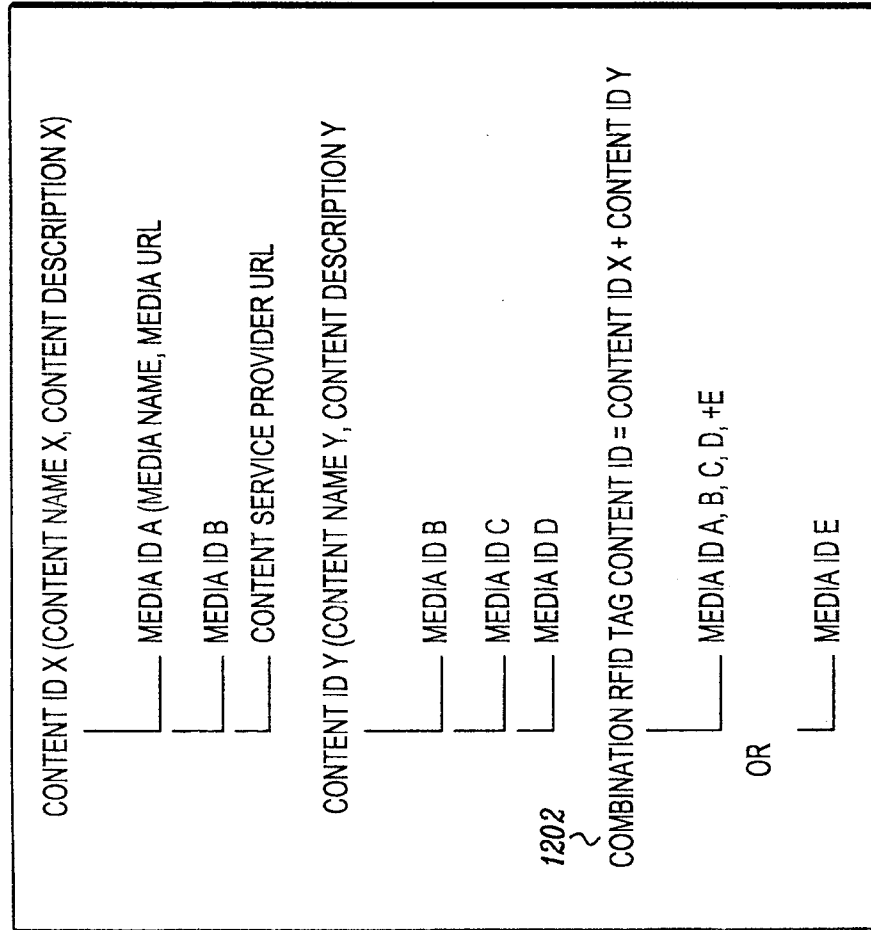 CONTENT ID X (CONTENT NAME X, CONTENT DESCRIPTION X)
MEDIA ID A (MEDIA NAME, MEDIA URL
MEDIA ID B
CONTENT SERVICE PROVIDER URL
CONTENT ID Y (CONTENT NAME Y, CONTENT DESCRIPTION Y
MEDIA ID B
MEDIA ID C
MEDIA ID D
1202
COMBINATION RFID TAG CONTENT ID = CONTENT ID X + CONTENT ID Y
MEDIA ID A, B, C, D, +E
OR
MEDIA ID E